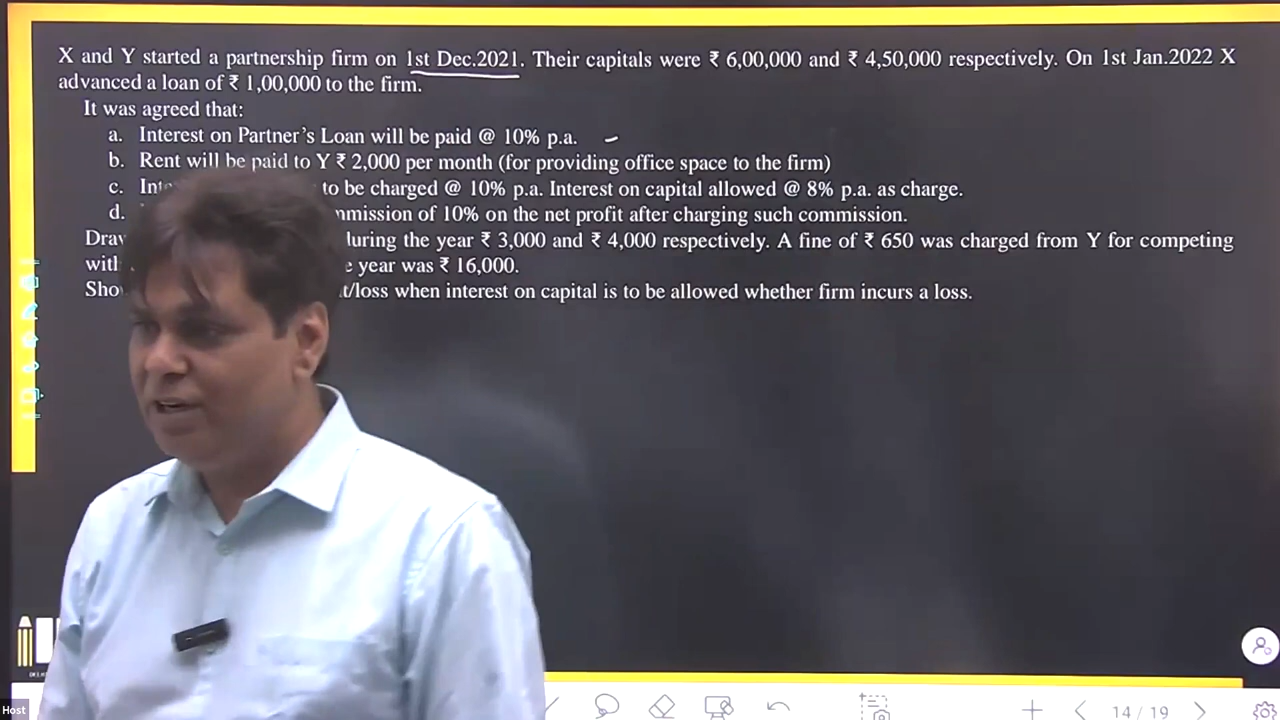 X and Y started a partnership firm on 1st Dec.2021. Their capitals were ₹ 6,00,000 and ₹ 4,50,000 respectively. On 1st Jan.2022 X
advanced a loan of ₹ 1,00,000 to the firm.
It was agreed that:
a. Interest on Partner's Loan will be paid @ 10% p.a.
b. Rent will be paid to Y ₹ 2,000 per month (for providing office space to the firm)
c. to be charged @ 10% p.a. Interest on capital allowed @ 8% p.a. as charge.
d. of 10% on the net profit after charging such commission.
during the year ₹ 3,000 and ₹ 4,000 respectively. A fine of ₹ 650 was charged from Y for competing
year was ₹ 16,000.
when interest on capital is to be allowed whether firm incurs a loss.
Host
14 / 19